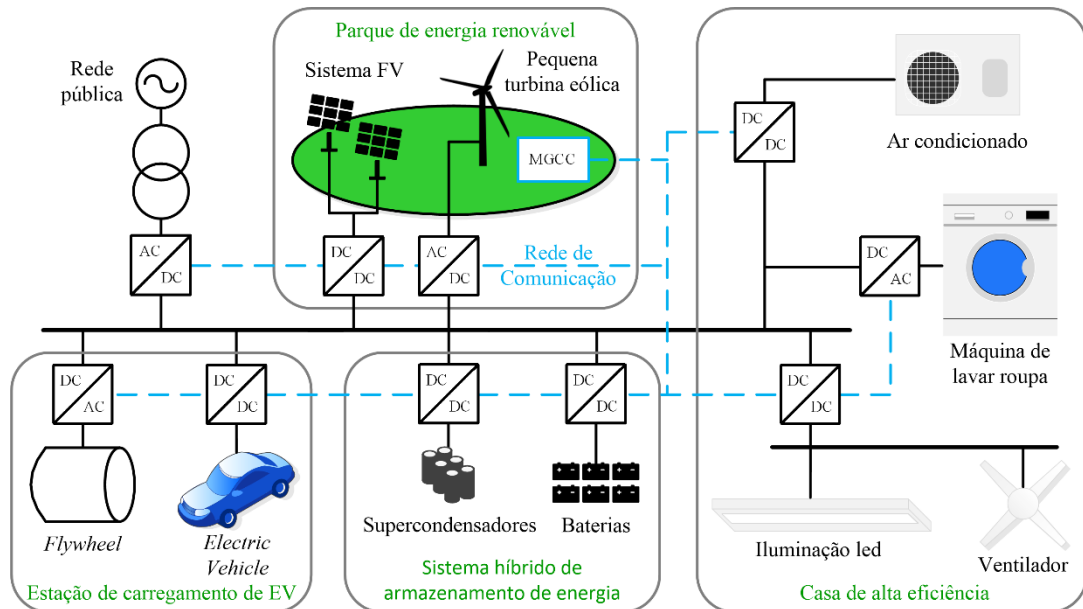 Parque de energia renovável
Rede
pública
Sistema FV
Pequena
turbina eólica
MGCC
DC
DC
Ar condicionado
AC
DC
DC
DC
AC
DC
Rede de
Comunicação
DC
AC
Máquina de
lavar roupa
DC
AC
DC
DC
DC
DC
DC
DC
DC
DC
Flywheel
Electric
Vehicle
Supercondensadores
Baterias
Iluminação led
Ventilador
Estação de carregamento de EV
Sistema híbrido de
armazenamento de energia
Casa de alta eficiência